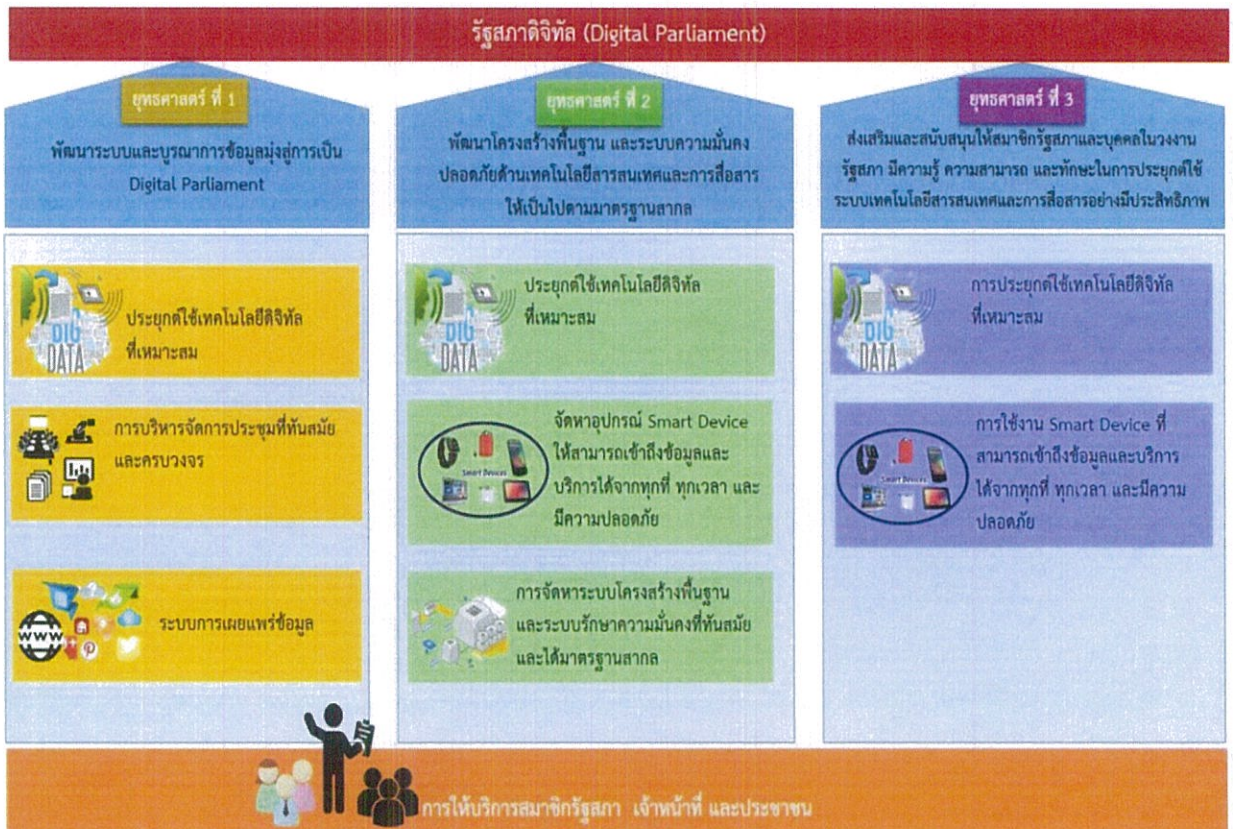 รัฐสภาดิจิทัล (Digital Parliament)
ยุทธศาสตร์ ที่ 1
พัฒนาระบบและบูรณาการข้อมูลมุ่งสู่การเป็น
Digital Parliament
ประยุกต์ใช้เทคโนโลยีดิจิทัล
ที่เหมาะสม
BIG
DATA
การบริหารจัดการประชุมที่ทันสมัย
และครบวงจร
www
ระบบการเผยแพร่ข้อมูล
ยุทธศาสตร์ ที่ 2
พัฒนาโครงสร้างพื้นฐาน และระบบความมั่นคง
ปลอดภัยด้านเทคโนโลยีสารสนเทศและการสื่อสาร
ให้เป็นไปตามมาตรฐานสากล
ประยุกต์ใช้เทคโนโลยีดิจิทัล
ที่เหมาะสม
BIG
DATA
จัดหาอุปกรณ์ Smart Device
ให้สามารถเข้าถึงข้อมูลและ
บริการได้จากทุกที่ ทุกเวลา และ
มีความปลอดภัย
Smart Devices
การจัดหาระบบโครงสร้างพื้นฐาน
และระบบรักษาความมั่นคงที่ทันสมัย
และได้มาตรฐานสากล
ยุทธศาสตร์ ที่ 3
ส่งเสริมและสนับสนุนให้สมาชิกรัฐสภาและบุคคลในวงงาน
รัฐสภา มีความรู้ ความสามารถ และทักษะในการประยุกต์ใช้
ระบบเทคโนโลยีสารสนเทศและการสื่อสารอย่างมีประสิทธิภาพ
การประยุกต์ใช้เทคโนโลยีดิจิทัล
ที่เหมาะสม
BIG
DATA
การใช้งาน Smart Device ที่
สามารถเข้าถึงข้อมูลและบริการ
ได้จากทุกที่ ทุกเวลา และมีความ
ปลอดภัย
Smart Devices
การให้บริการสมาชิกรัฐสภา เจ้าหน้าที่ และประชาชน